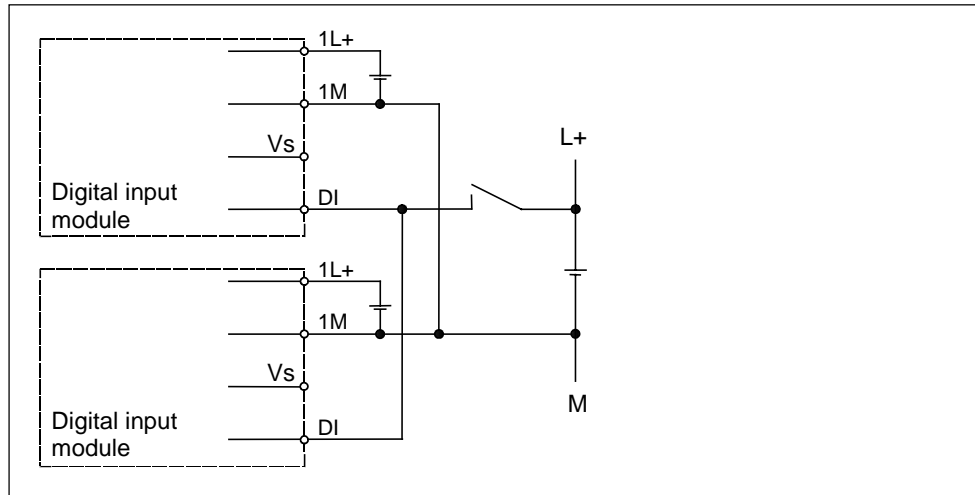 1L+
1M
Vs
DI
Digital input
module
L+
1L+
1M
Vs
DI
Digital input
module
M